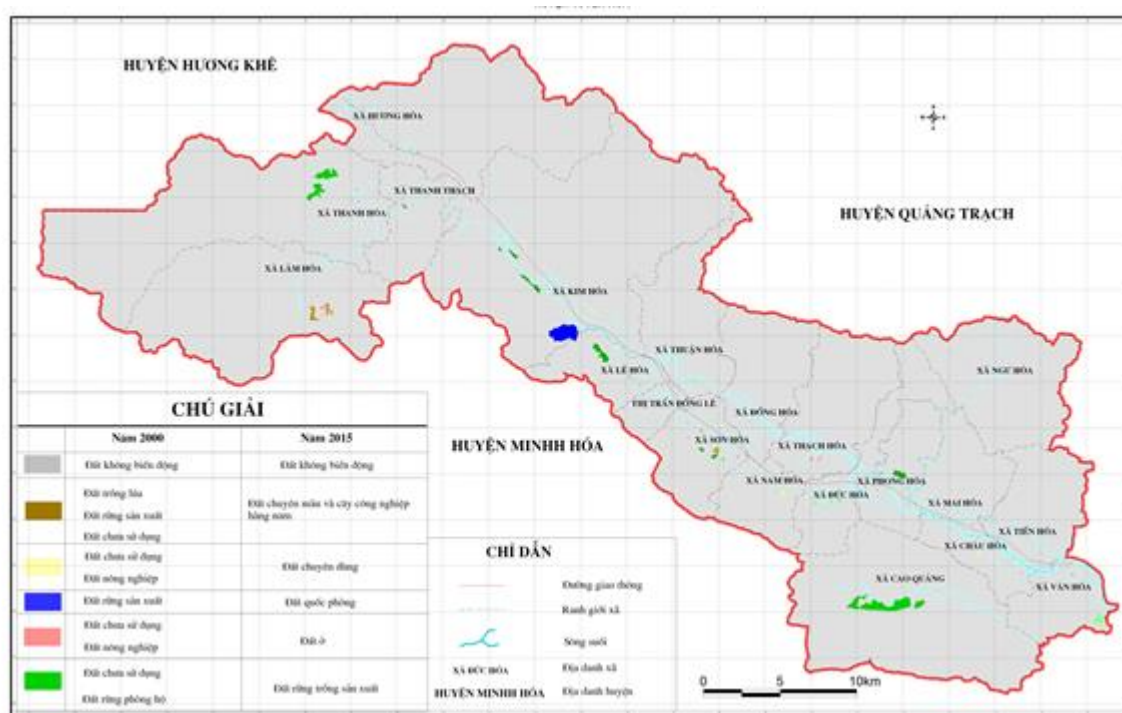 HUYỆN HƯƠNG KHÊ
XÃ HƯƠNG HÓA
XÃ THANH THẠCH
XÃ THANH HÓA
HUYỆN QUẢNG TRẠCH
XÃ LÂM HÓA
XÃ KIM HÓA
XÃ THUẬN HÓA
XÃ LÊ HÓA
XÃ NGƯ HÓA
THỊ TRẤN ĐỒNG LÊ
XÃ ĐỒNG HÓA
HUYỆN MINHH HÓA
XÃ SƠN HÓA
XÃ THẠCH HÓA
XÃ NAM HÓA
XÃ PHONG HÓA
XÃ ĐỨC HÓA
XÃ MAI HÓA
XÃ TIẾN HÓA
XÃ CHÂU HÓA
XÃ CAO QUẢNG
XÃ VĂN HÓA
CHÚ GIẢI
Năm 2000 Năm 2015
Đất không biến động Đất không biến động
Đất trồng lúa
Đất rừng sản xuất
Đất chưa sử dụng
Đất chuyên màu và cây công nghiệp
hàng năm
Đất chưa sử dụng
Đất nông nghiệp
Đất chuyên dùng
Đất rừng sản xuất Đất quốc phòng
Đất chưa sử dụng
Đất nông nghiệp
Đất ở
Đất chưa sử dụng
Đất rừng phòng hộ
Đất rừng trồng sản xuất
CHỈ DẪN
Đường giao thông
Ranh giới xã
Sông suối
XÃ ĐỨC HÓA Địa danh xã
HUYỆN MINHH HÓA Địa danh huyện
0 5 10km